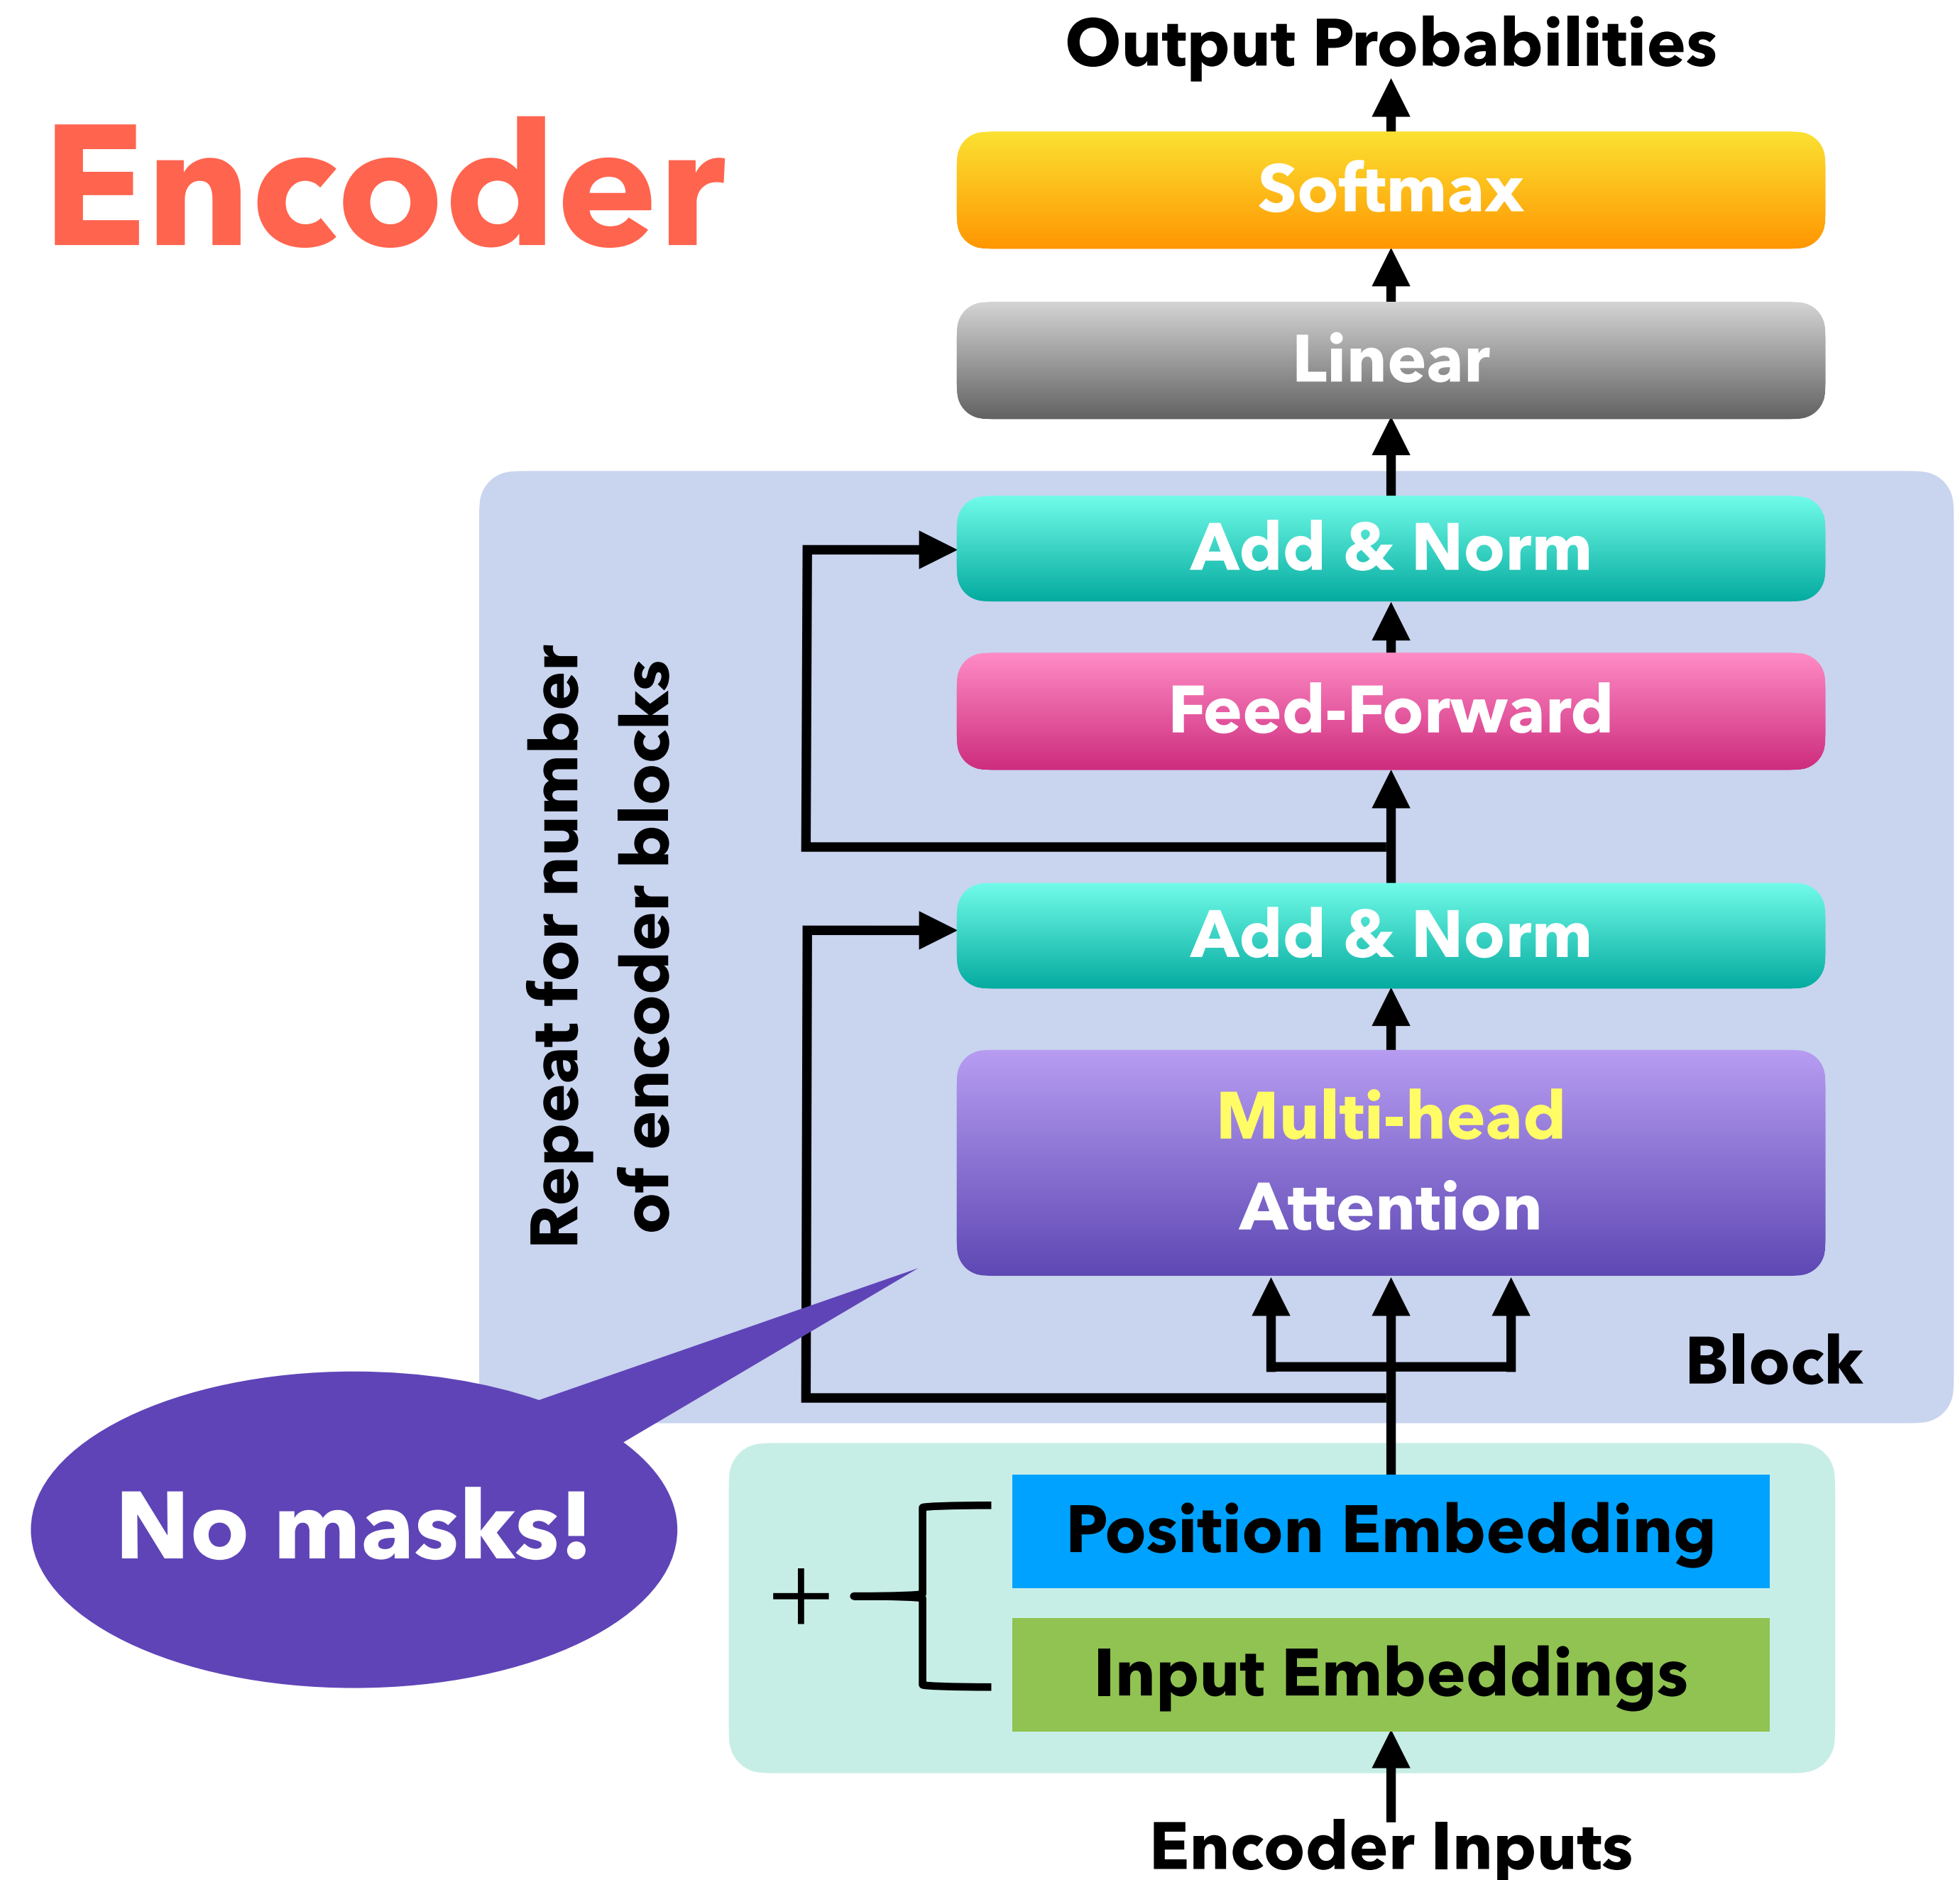 Encoder
Output Probabilities
Softmax
Linear
Add & Norm
Feed-Forward
Add & Norm
Multi-head
Attention
Repeat for number
of encoder blocks
Block
No masks!
+
Position Embedding
Input Embeddings
Encoder Inputs